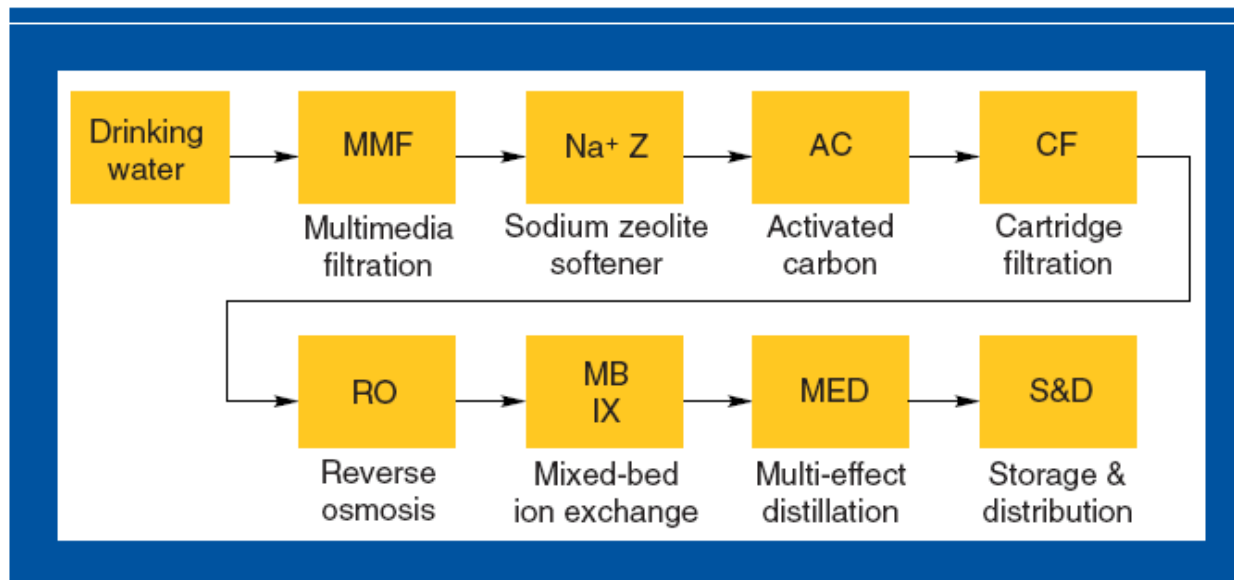 Drinking
water
MMF
Multimedia
filtration
Na⁺ Z
Sodium zeolite
softener
AC
Activated
carbon
CF
Cartridge
filtration
RO
Reverse
osmosis
MB
IX
Mixed-bed
ion exchange
MED
Multi-effect
distillation
S&D
Storage &
distribution